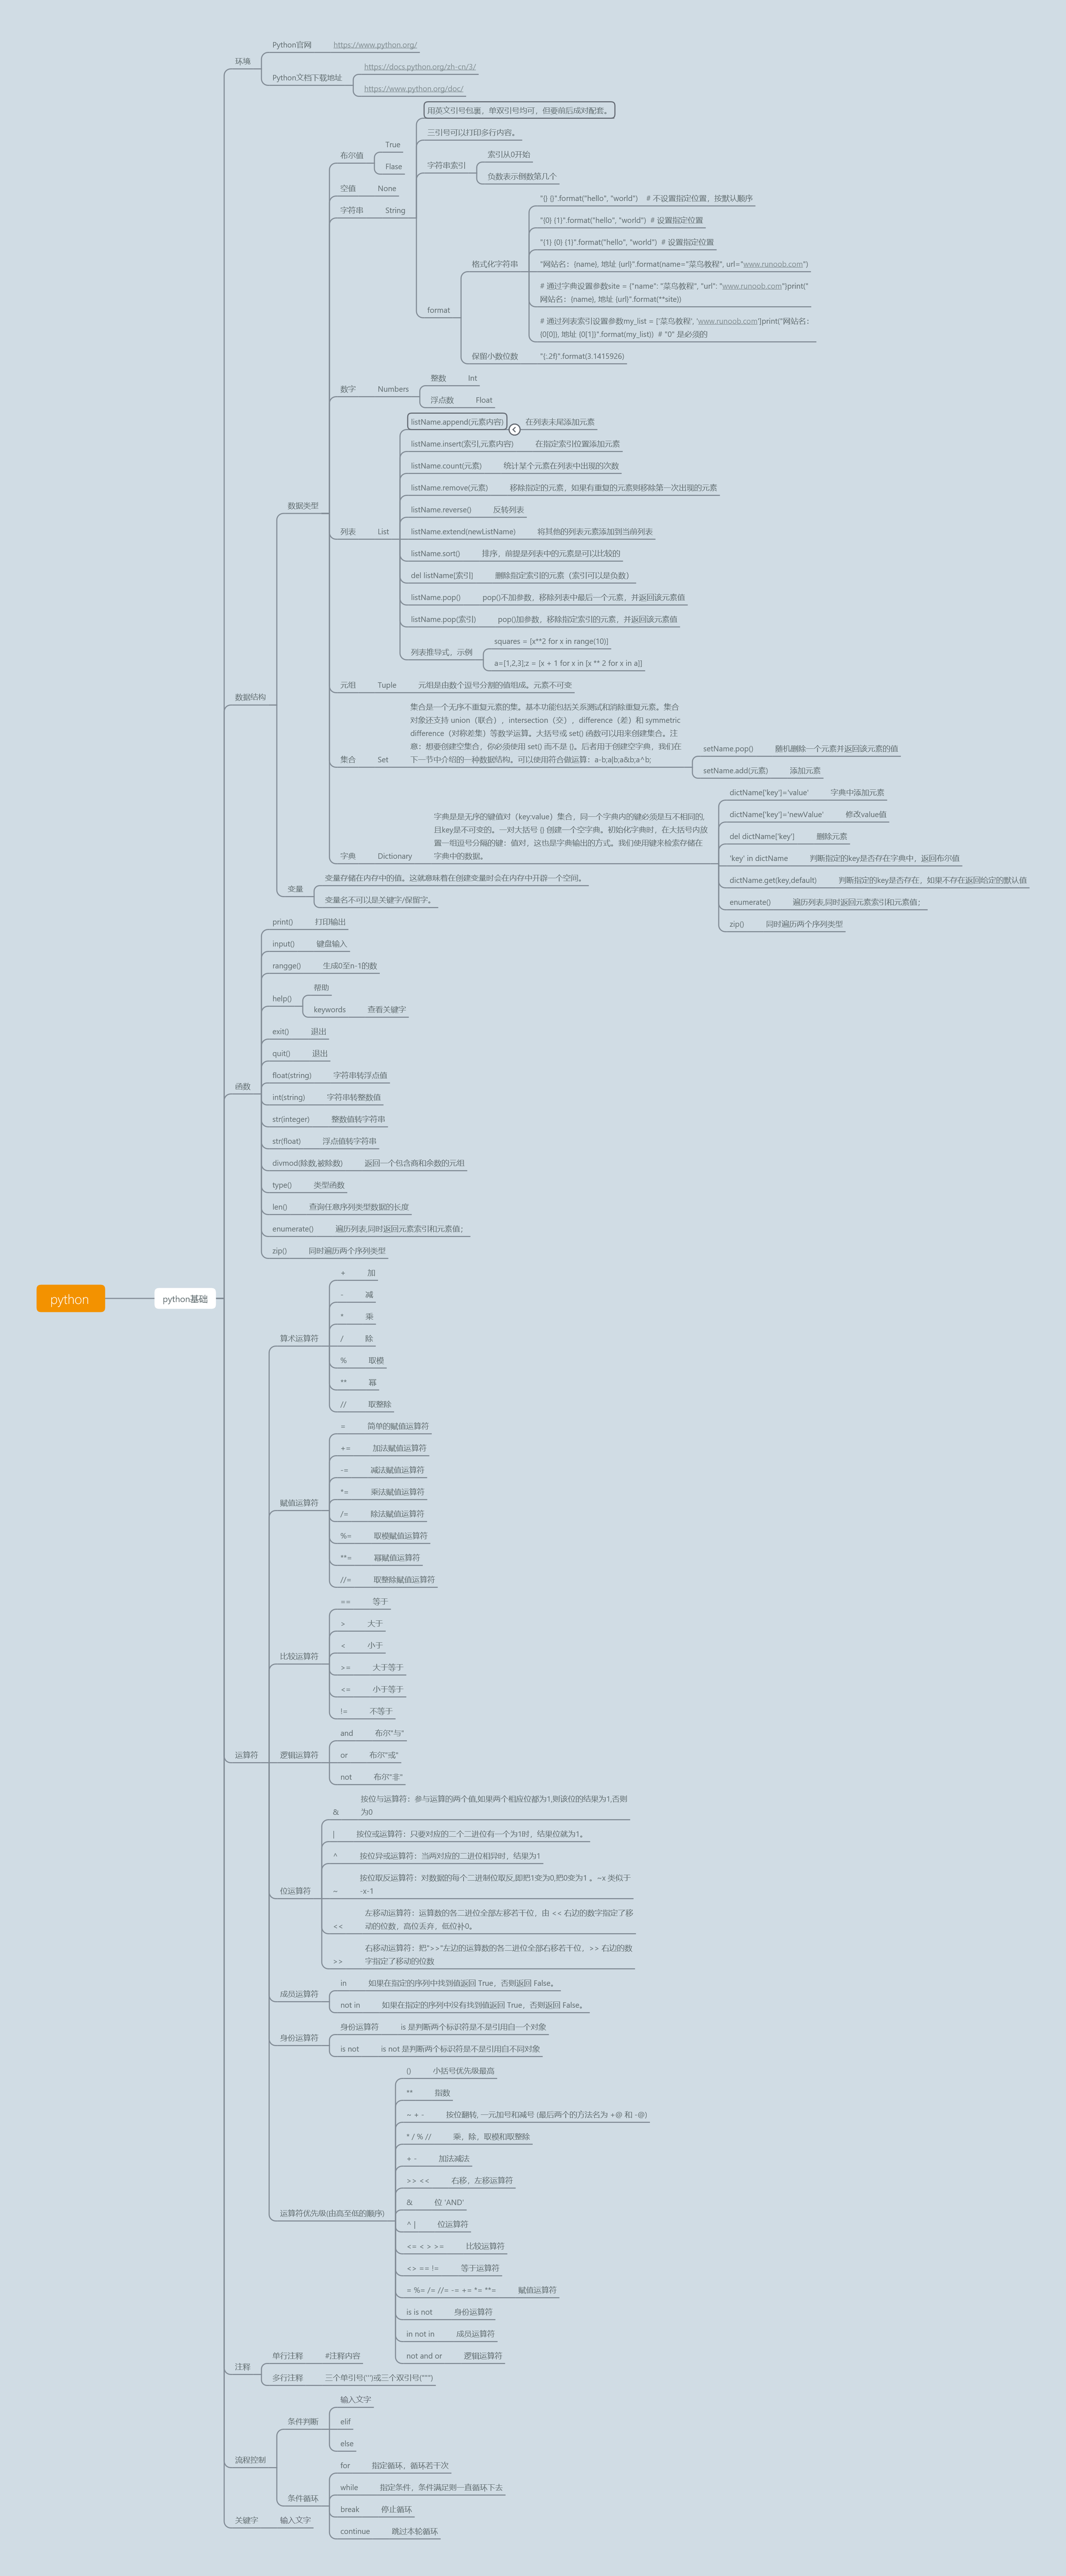 Python官网 https://www.python.org/
环境
Python文档下载地址 https://docs.python.org/zh-cn/3/
https://www.python.org/doc/
用英文引号包裹，单双引号均可，但要前后成对配套。
三引号可以打印多行内容。
布尔值 True
Flase
字符串索引 索引从0开始
负数表示倒数第几个
空值 None
字符串 String
"{} {}".format("hello", "world") # 不设置指定位置，按默认顺序
"{0} {1}".format("hello", "world") # 设置指定位置
"{1} {0} {1}".format("hello", "world") # 设置指定位置
格式化字符串 "网站名：{name}, 地址 {url}".format(name="菜鸟教程", url="www.runoob.com")
# 通过字典设置参数site = {"name": "菜鸟教程", "url": "www.runoob.com"}print("
网站名：{name}, 地址 {url}".format(**site))
format
# 通过列表索引设置参数my_list = ['菜鸟教程', 'www.runoob.com']print("网站名：
{0[0]}, 地址 {0[1]}".format(my_list)) # "0" 是必须的
保留小数位数 "{:.2f}".format(3.1415926)
数字 Numbers 整数 Int
浮点数 Float
listName.append(元素内容) 在列表末尾添加元素
listName.insert(索引,元素内容) 在指定索引位置添加元素
listName.count(元素) 统计某个元素在列表中出现的次数
listName.remove(元素) 移除指定的元素，如果有重复的元素则移除第一次出现的元素
数据类型
listName.reverse() 反转列表
列表 List listName.extend(newListName) 将其他的列表元素添加到当前列表
listName.sort() 排序，前提是列表中的元素是可以比较的
del listName[索引] 删除指定索引的元素（索引可以是负数）
listName.pop() pop()不加参数，移除列表中最后一个元素，并返回该元素值
listName.pop(索引) pop()加参数，移除指定索引的元素，并返回该元素值
列表推导式，示例 squares = [x**2 for x in range(10)]
a=[1,2,3];z = [x + 1 for x in [x ** 2 for x in a]]
元组 Tuple 元组是由数个逗号分割的值组成。元素不可变
数据结构
集合是一个无序不重复元素的集。基本功能包括关系测试和消除重复元素。集合
对象还支持 union（联合），intersection（交），difference（差）和 symmetric
difference（对称差集）等数学运算。大括号或 set() 函数可以用来创建集合。注
意：想要创建空集合，你必须使用 set() 而不是 {}。后者用于创建空字典，我们在
集合 Set 下一节中介绍的一种数据结构。可以使用符合做运算：a-b;a|b;a&b;a^b;
setName.pop() 随机删除一个元素并返回该元素的值
setName.add(元素) 添加元素
字典是是无序的键值对（key:value）集合，同一个字典内的键必须是互不相同的,
且key是不可变的。一对大括号 {} 创建一个空字典。初始化字典时，在大括号内放
置一组逗号分隔的键：值对，这也是字典输出的方式。我们使用键来检索存储在
字典 Dictionary 字典中的数据。
dictName['key']='value' 字典中添加元素
dictName['key']='newValue' 修改value值
del dictName['key'] 删除元素
'key' in dictName 判断指定的key是否存在字典中，返回布尔值
dictName.get(key,default) 判断指定的key是否存在，如果不存在返回给定的默认值
enumerate() 遍历列表,同时返回元素索引和元素值；
zip() 同时遍历两个序列类型
变量 变量存储在内存中的值。这就意味着在创建变量时会在内存中开辟一个空间。
变量名不可以是关键字/保留字。
print() 打印输出
input() 键盘输入
rangge() 生成0至n-1的数
help() 帮助
keywords 查看关键字
exit() 退出
quit() 退出
float(string) 字符串转浮点值
函数
int(string) 字符串转整数值
str(integer) 整数值转字符串
str(float) 浮点值转字符串
divmod(除数,被除数) 返回一个包含商和余数的元组
type() 类型函数
len() 查询任意序列类型数据的长度
enumerate() 遍历列表,同时返回元素索引和元素值；
zip() 同时遍历两个序列类型
python python基础
算术运算符
+ 加
- 减
* 乘
/ 除
% 取模
** 幂
// 取整除
赋值运算符
= 简单的赋值运算符
+= 加法赋值运算符
-= 减法赋值运算符
*= 乘法赋值运算符
/= 除法赋值运算符
%= 取模赋值运算符
**= 幂赋值运算符
//= 取整除赋值运算符
比较运算符
== 等于
> 大于
< 小于
>= 大于等于
<= 小于等于
!= 不等于
运算符 逻辑运算符
and 布尔"与"
or 布尔"或"
not 布尔"非"
位运算符
按位与运算符：参与运算的两个值,如果两个相应位都为1,则该位的结果为1,否则
& 为0
| 按位或运算符：只要对应的二个二进位有一个为1时，结果位就为1。
^ 按位异或运算符：当两对应的二进位相异时，结果为1
按位取反运算符：对数据的每个二进制位取反,即把1变为0,把0变为1 。~x 类似于
~ -x-1
左移动运算符：运算数的各二进位全部左移若干位，由 << 右边的数字指定了移
<< 动的位数，高位丢弃，低位补0。
右移动运算符：把">>"左边的运算数的各二进位全部右移若干位，>> 右边的数
>> 字指定了移动的位数
成员运算符
in 如果在指定的序列中找到值返回 True，否则返回 False。
not in 如果在指定的序列中没有找到值返回 True，否则返回 False。
身份运算符
身份运算符 is 是判断两个标识符是不是引用自一个对象
is not is not 是判断两个标识符是不是引用自不同对象
运算符优先级(由高至低的顺序)
() 小括号优先级最高
** 指数
~ + - 按位翻转, 一元加号和减号 (最后两个的方法名为 +@ 和 -@)
* / % // 乘，除，取模和取整除
+ - 加法减法
>> << 右移，左移运算符
& 位 'AND'
^ | 位运算符
<= < > >= 比较运算符
<> == != 等于运算符
= %= /= //= -= += *= **= 赋值运算符
is is not 身份运算符
in not in 成员运算符
not and or 逻辑运算符
注释
单行注释 #注释内容
多行注释 三个单引号(''')或三个双引号(""")
流程控制
条件判断
输入文字
elif
else
条件循环
for 指定循环，循环若干次
while 指定条件，条件满足则一直循环下去
break 停止循环
continue 跳过本轮循环
关键字 输入文字